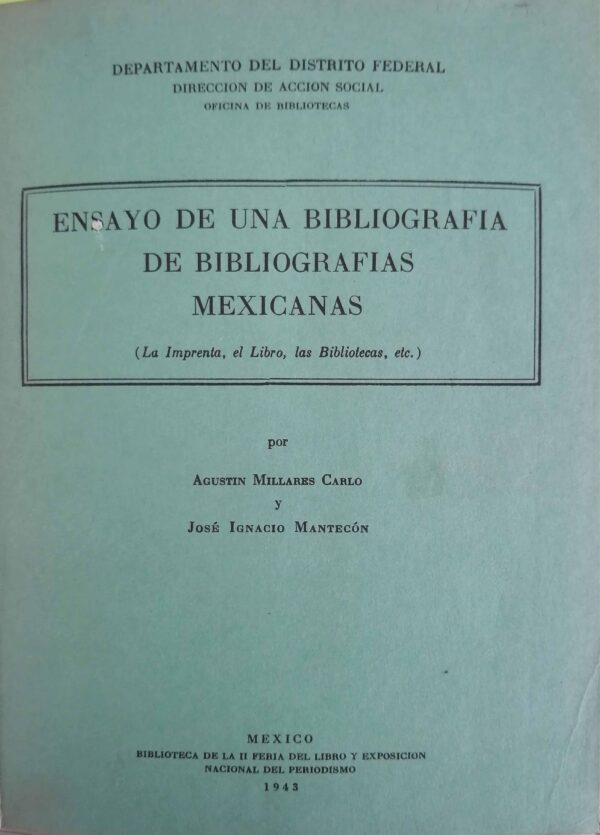 DEPARTAMENTO DEL DISTRITO FEDERAL
DIRECCION DE ACCION SOCIAL
OFICINA DE BIBLIOTECAS
ENSAYO DE UNA BIBLIOGRAFIA
DE BIBLIOGRAFIAS
MEXICANAS
(La Imprenta, el Libro, las Bibliotecas, etc.)
por
AGUSTIN MILLARES CARLO
y
JOSÉ IGNACIO MANTECÓN
MEXICO
BIBLIOTECA DE LA II FERIA DEL LIBRO Y EXPOSICION
NACIONAL DEL PERIODISMO
1943